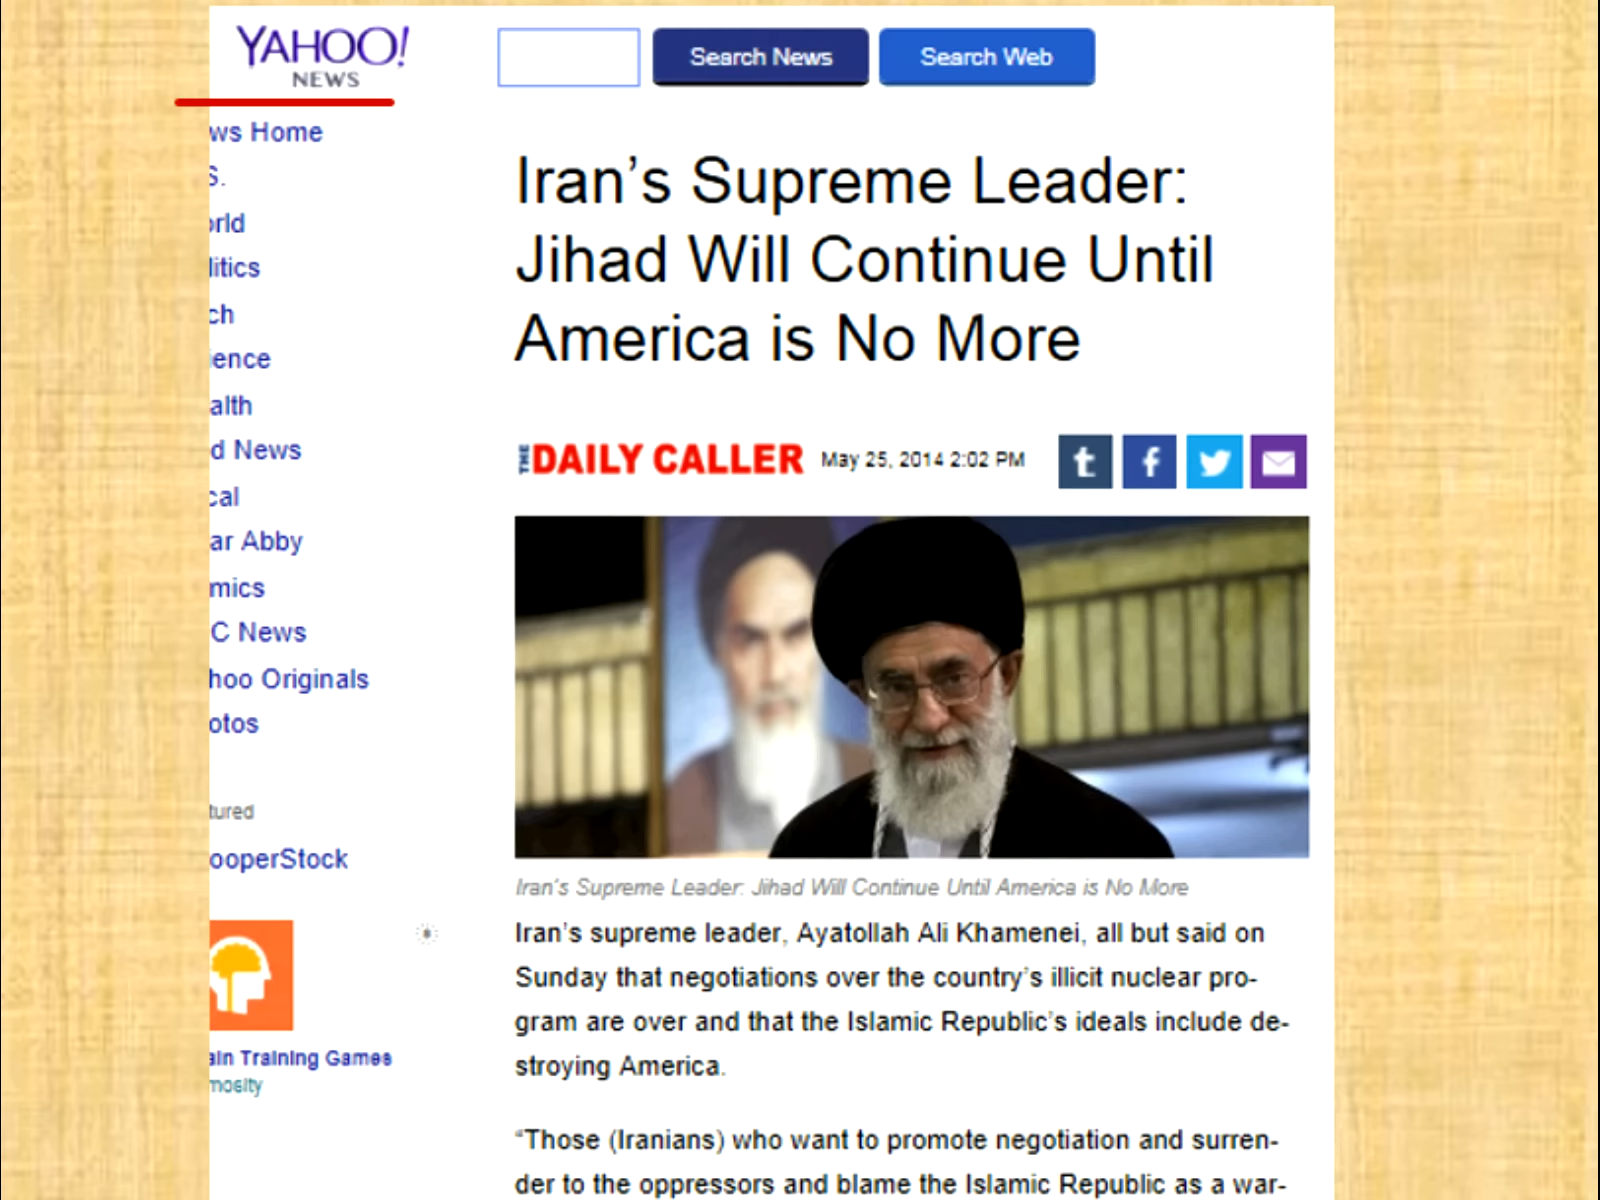 YAHOO!
NEWS
Search News
Search Web
ws Home
S.
orld
litics
ch
ience
alth
d News
cal
ar Abby
mics
C News
hoo Originals
otos
tured
ooperStock
ain Training Games
mosity
Iran's Supreme Leader:
Jihad Will Continue Until
America is No More
THE DAILY CALLER May 25, 2014 2:02 PM
Iran's Supreme Leader: Jihad Will Continue Until America is No More
Iran's supreme leader, Ayatollah Ali Khamenei, all but said on
Sunday that negotiations over the country's illicit nuclear pro-
gram are over and that the Islamic Republic's ideals include de-
stroying America.
"Those (Iranians) who want to promote negotiation and surren-
der to the oppressors and blame the Islamic Republic as a war-